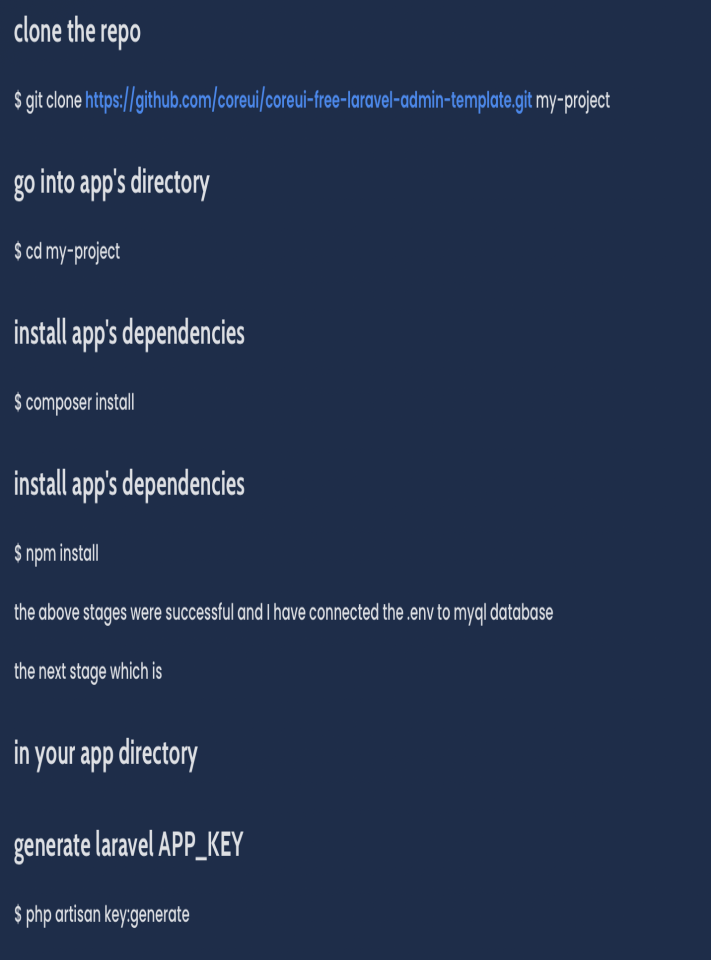 clone the repo
$ git clone https://github.com/coreui/coreui-free-laravel-admin-template.git my-project
go into app's directory
$ cd my-project
install app's dependencies
$ composer install
install app's dependencies
$ npm install
the above stages were successful and I have connected the .env to myql database
the next stage which is
in your app directory
generate laravel APP_KEY
$ php artisan key:generate